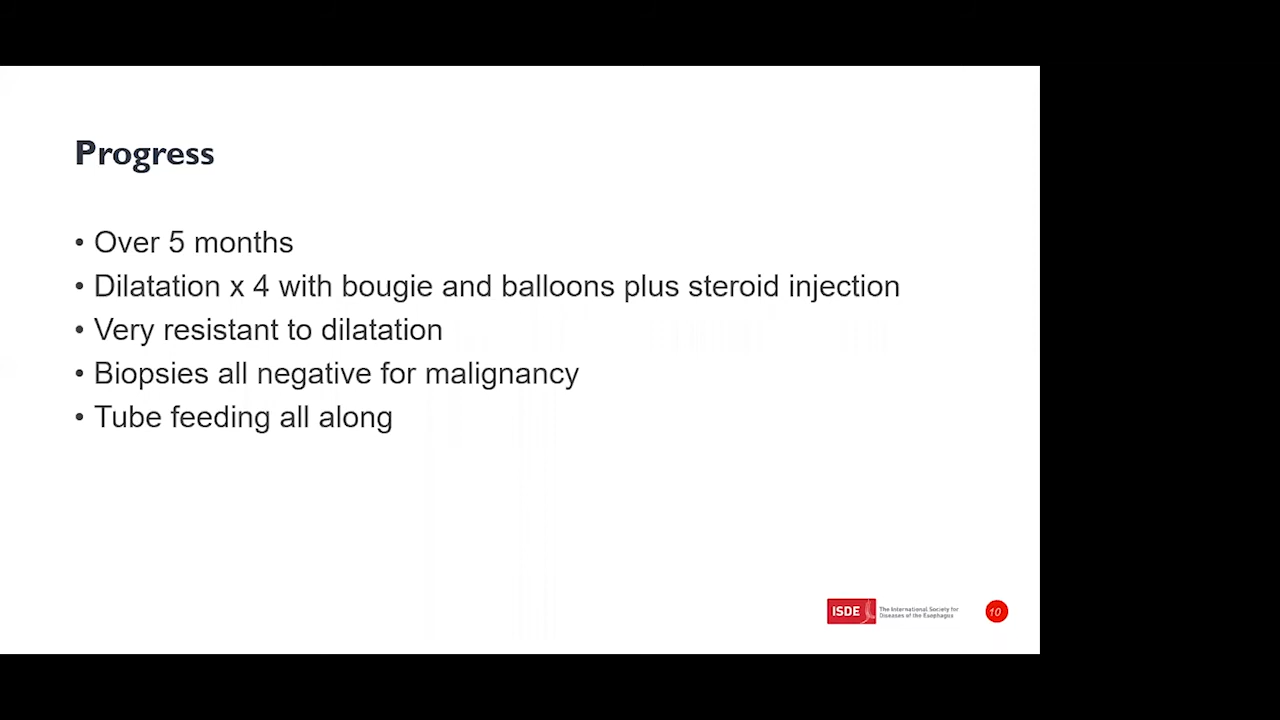 Progress
• Over 5 months
• Dilatation x 4 with bougie and balloons plus steroid injection
• Very resistant to dilatation
• Biopsies all negative for malignancy
• Tube feeding all along
ISDE
The International Society for
Diseases of the Esophagus
10